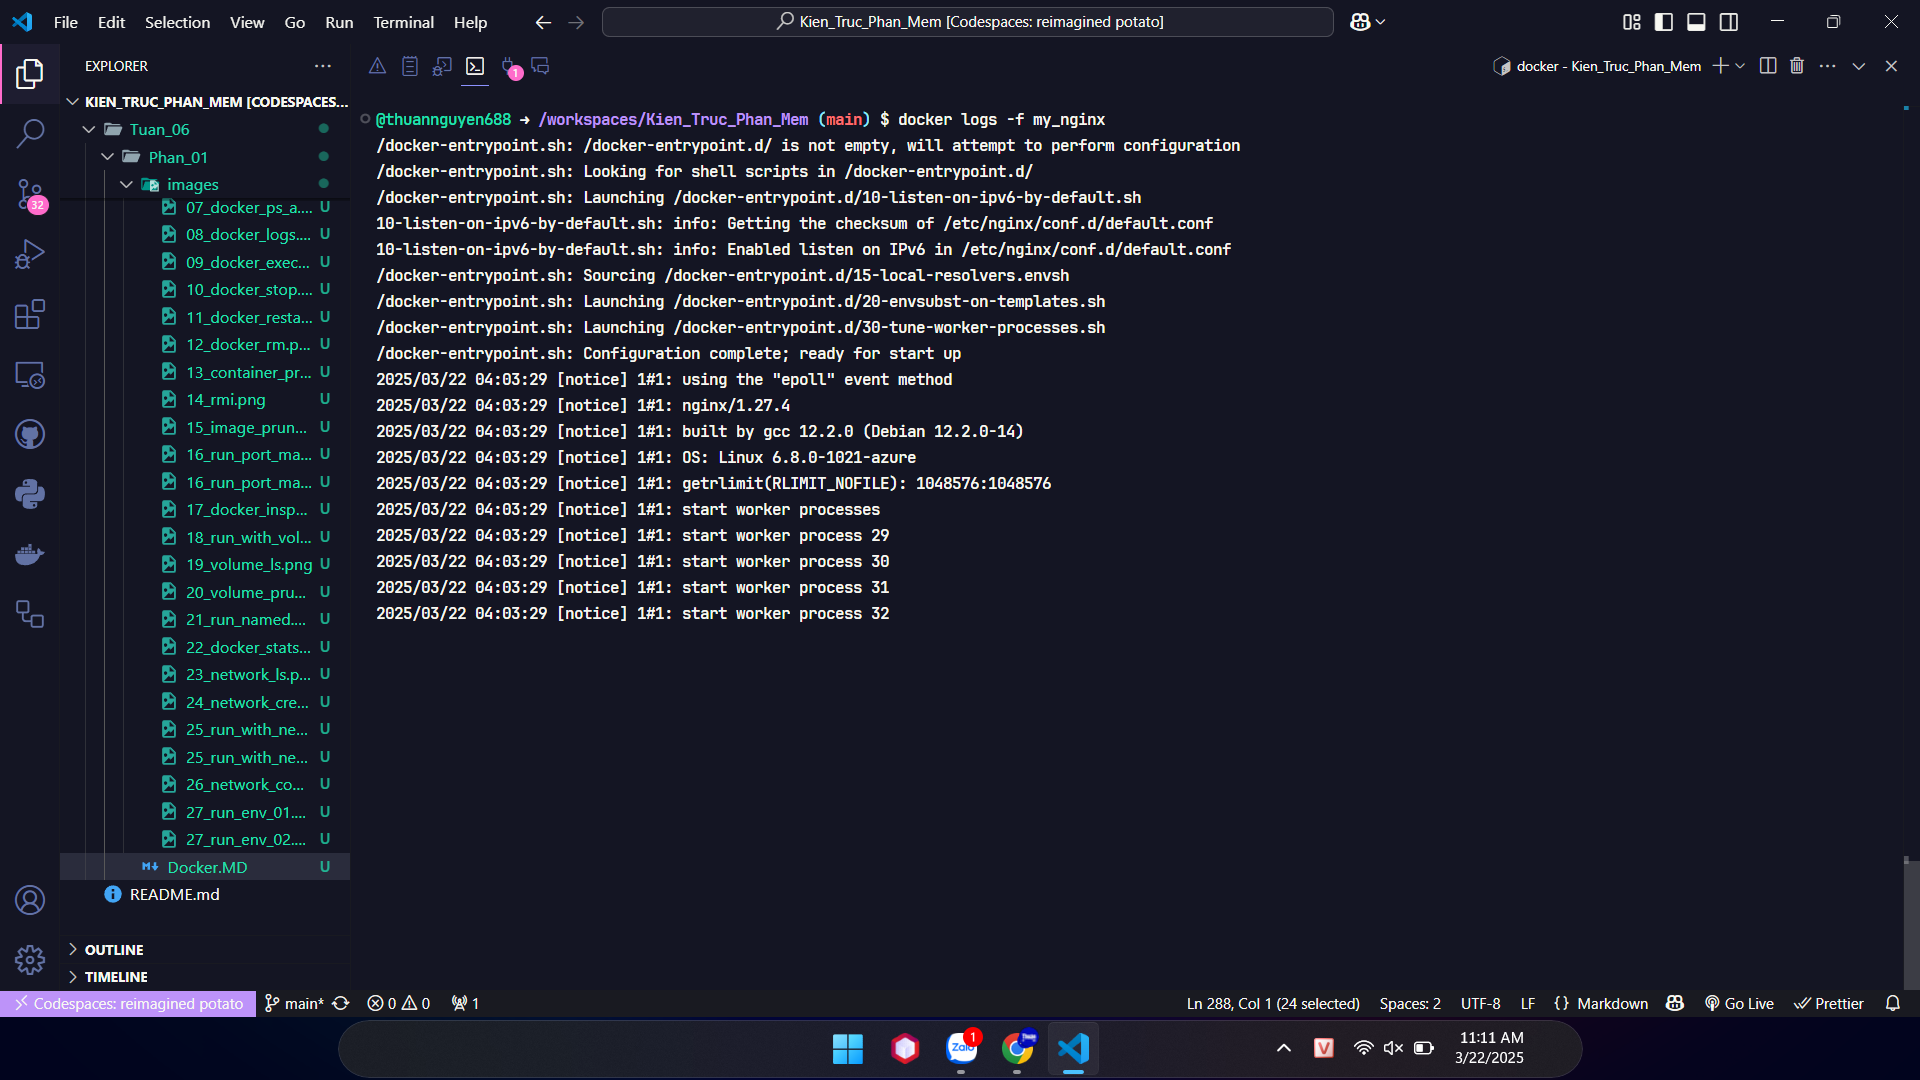 File Edit Selection View Go Run Terminal Help
Kien_Truc_Phan_Mem [Codespaces: reimagined potato]
EXPLORER
docker - Kien_Truc_Phan_Mem
1
KIEN_TRUC_PHAN_MEM [CODESPACES...
Tuan_06
Phan_01
images
07_docker_ps_a.... U
08_docker_logs.... U
09_docker_exec... U
10_docker_stop.... U
11_docker_resta... U
12_docker_rm.p... U
13_container_pr... U
14_rmi.png U
15_image_prun... U
16_run_port_ma... U
16_run_port_ma... U
17_docker_insp... U
18_run_with_vol... U
19_volume_ls.png U
20_volume_pru... U
21_run_named.... U
22_docker_stats... U
23_network_ls.p... U
24_network_cre... U
25_run_with_ne... U
25_run_with_ne... U
26_network_co... U
27_run_env_01.... U
27_run_env_02.... U
Docker.MD U
README.md
OUTLINE
TIMELINE
32
@thuannguyen688 → /workspaces/Kien_Truc_Phan_Mem (main) $ docker logs -f my_nginx
/docker-entrypoint.sh: /docker-entrypoint.d/ is not empty, will attempt to perform configuration
/docker-entrypoint.sh: Looking for shell scripts in /docker-entrypoint.d/
/docker-entrypoint.sh: Launching /docker-entrypoint.d/10-listen-on-ipv6-by-default.sh
10-listen-on-ipv6-by-default.sh: info: Getting the checksum of /etc/nginx/conf.d/default.conf
10-listen-on-ipv6-by-default.sh: info: Enabled listen on IPv6 in /etc/nginx/conf.d/default.conf
/docker-entrypoint.sh: Sourcing /docker-entrypoint.d/15-local-resolvers.envsh
/docker-entrypoint.sh: Launching /docker-entrypoint.d/20-envsubst-on-templates.sh
/docker-entrypoint.sh: Launching /docker-entrypoint.d/30-tune-worker-processes.sh
/docker-entrypoint.sh: Configuration complete; ready for start up
2025/03/22 04:03:29 [notice] 1#1: using the "epoll" event method
2025/03/22 04:03:29 [notice] 1#1: nginx/1.27.4
2025/03/22 04:03:29 [notice] 1#1: built by gcc 12.2.0 (Debian 12.2.0-14)
2025/03/22 04:03:29 [notice] 1#1: OS: Linux 6.8.0-1021-azure
2025/03/22 04:03:29 [notice] 1#1: getrlimit(RLIMIT_NOFILE): 1048576:1048576
2025/03/22 04:03:29 [notice] 1#1: start worker processes
2025/03/22 04:03:29 [notice] 1#1: start worker process 29
2025/03/22 04:03:29 [notice] 1#1: start worker process 30
2025/03/22 04:03:29 [notice] 1#1: start worker process 31
2025/03/22 04:03:29 [notice] 1#1: start worker process 32
Codespaces: reimagined potato main* 0 0 1 Ln 288, Col 1 (24 selected) Spaces: 2 UTF-8 LF {} Markdown Go Live Prettier
Zalo 1
V
11:11 AM
3/22/2025